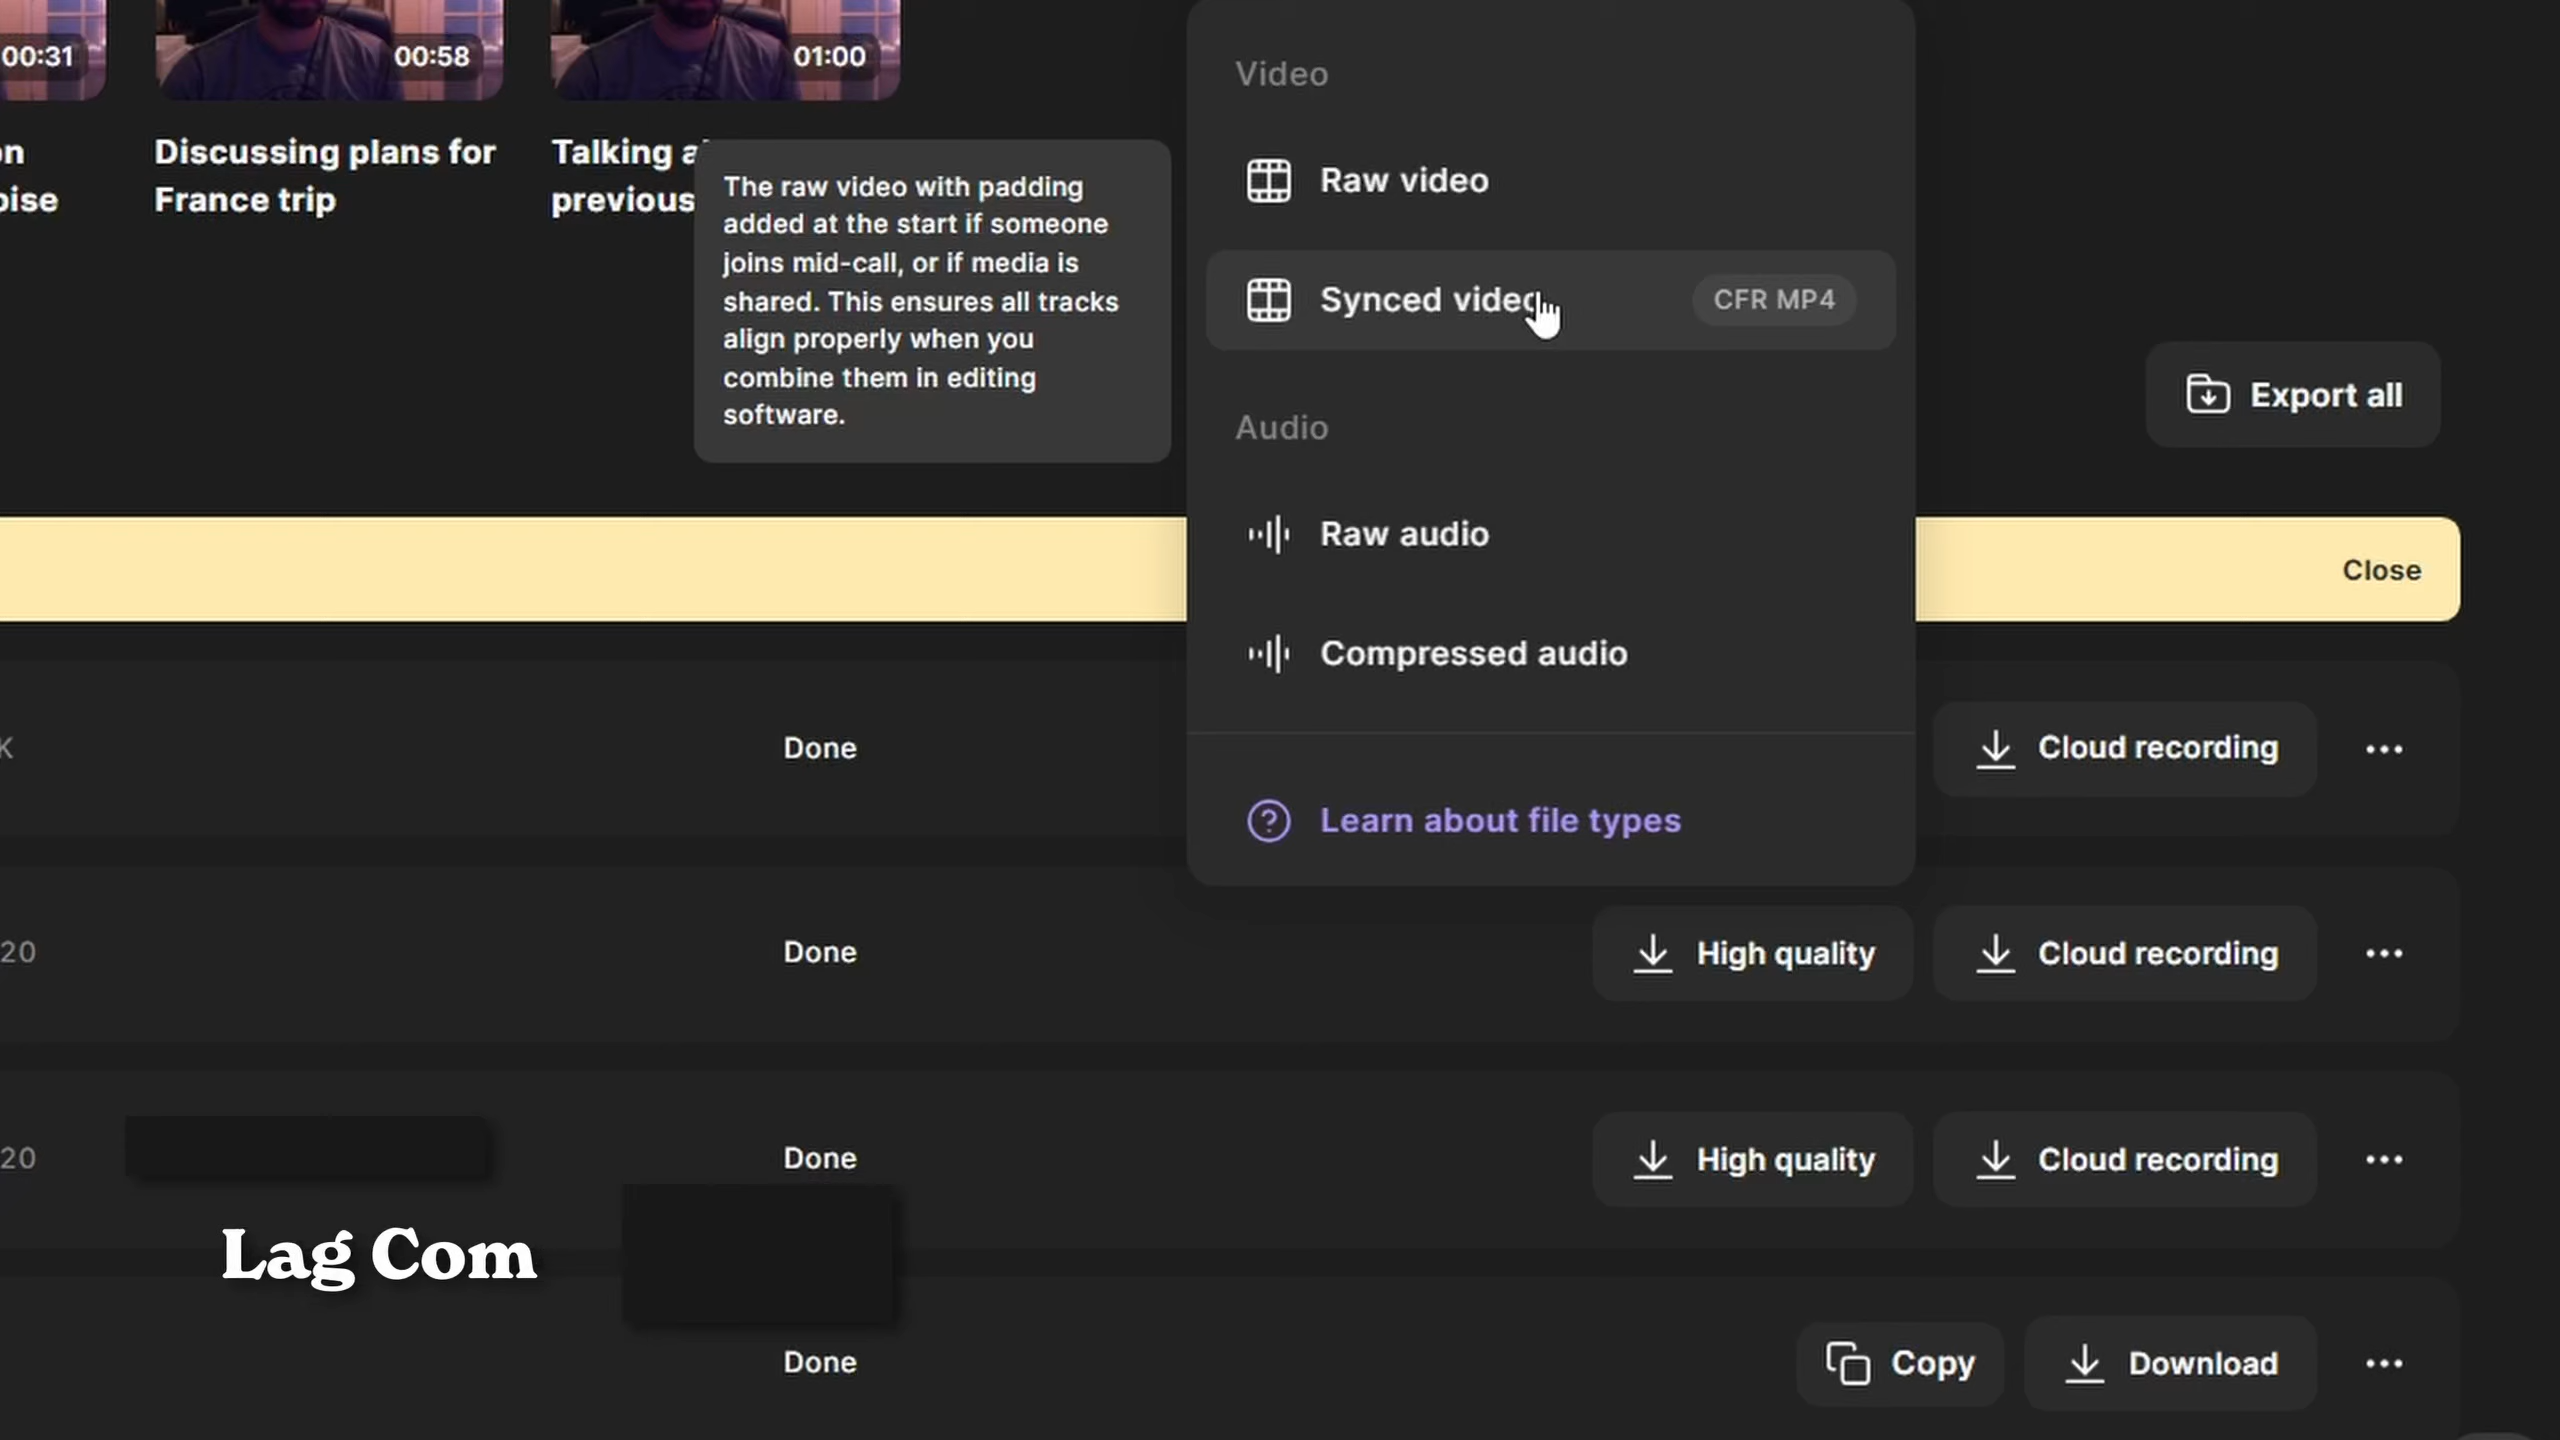 00:31
00:58
01:00
on
oise
Discussing plans for
France trip
Talking a
previous
The raw video with padding
added at the start if someone
joins mid-call, or if media is
shared. This ensures all tracks
align properly when you
combine them in editing
software.
Video
Raw video
Synced video
CFR MP4
Audio
Raw audio
Compressed audio
Learn about file types
Export all
Close
K
Done
Cloud recording
20
Done
High quality
Cloud recording
20
Done
High quality
Cloud recording
Lag Com
Done
Copy
Download